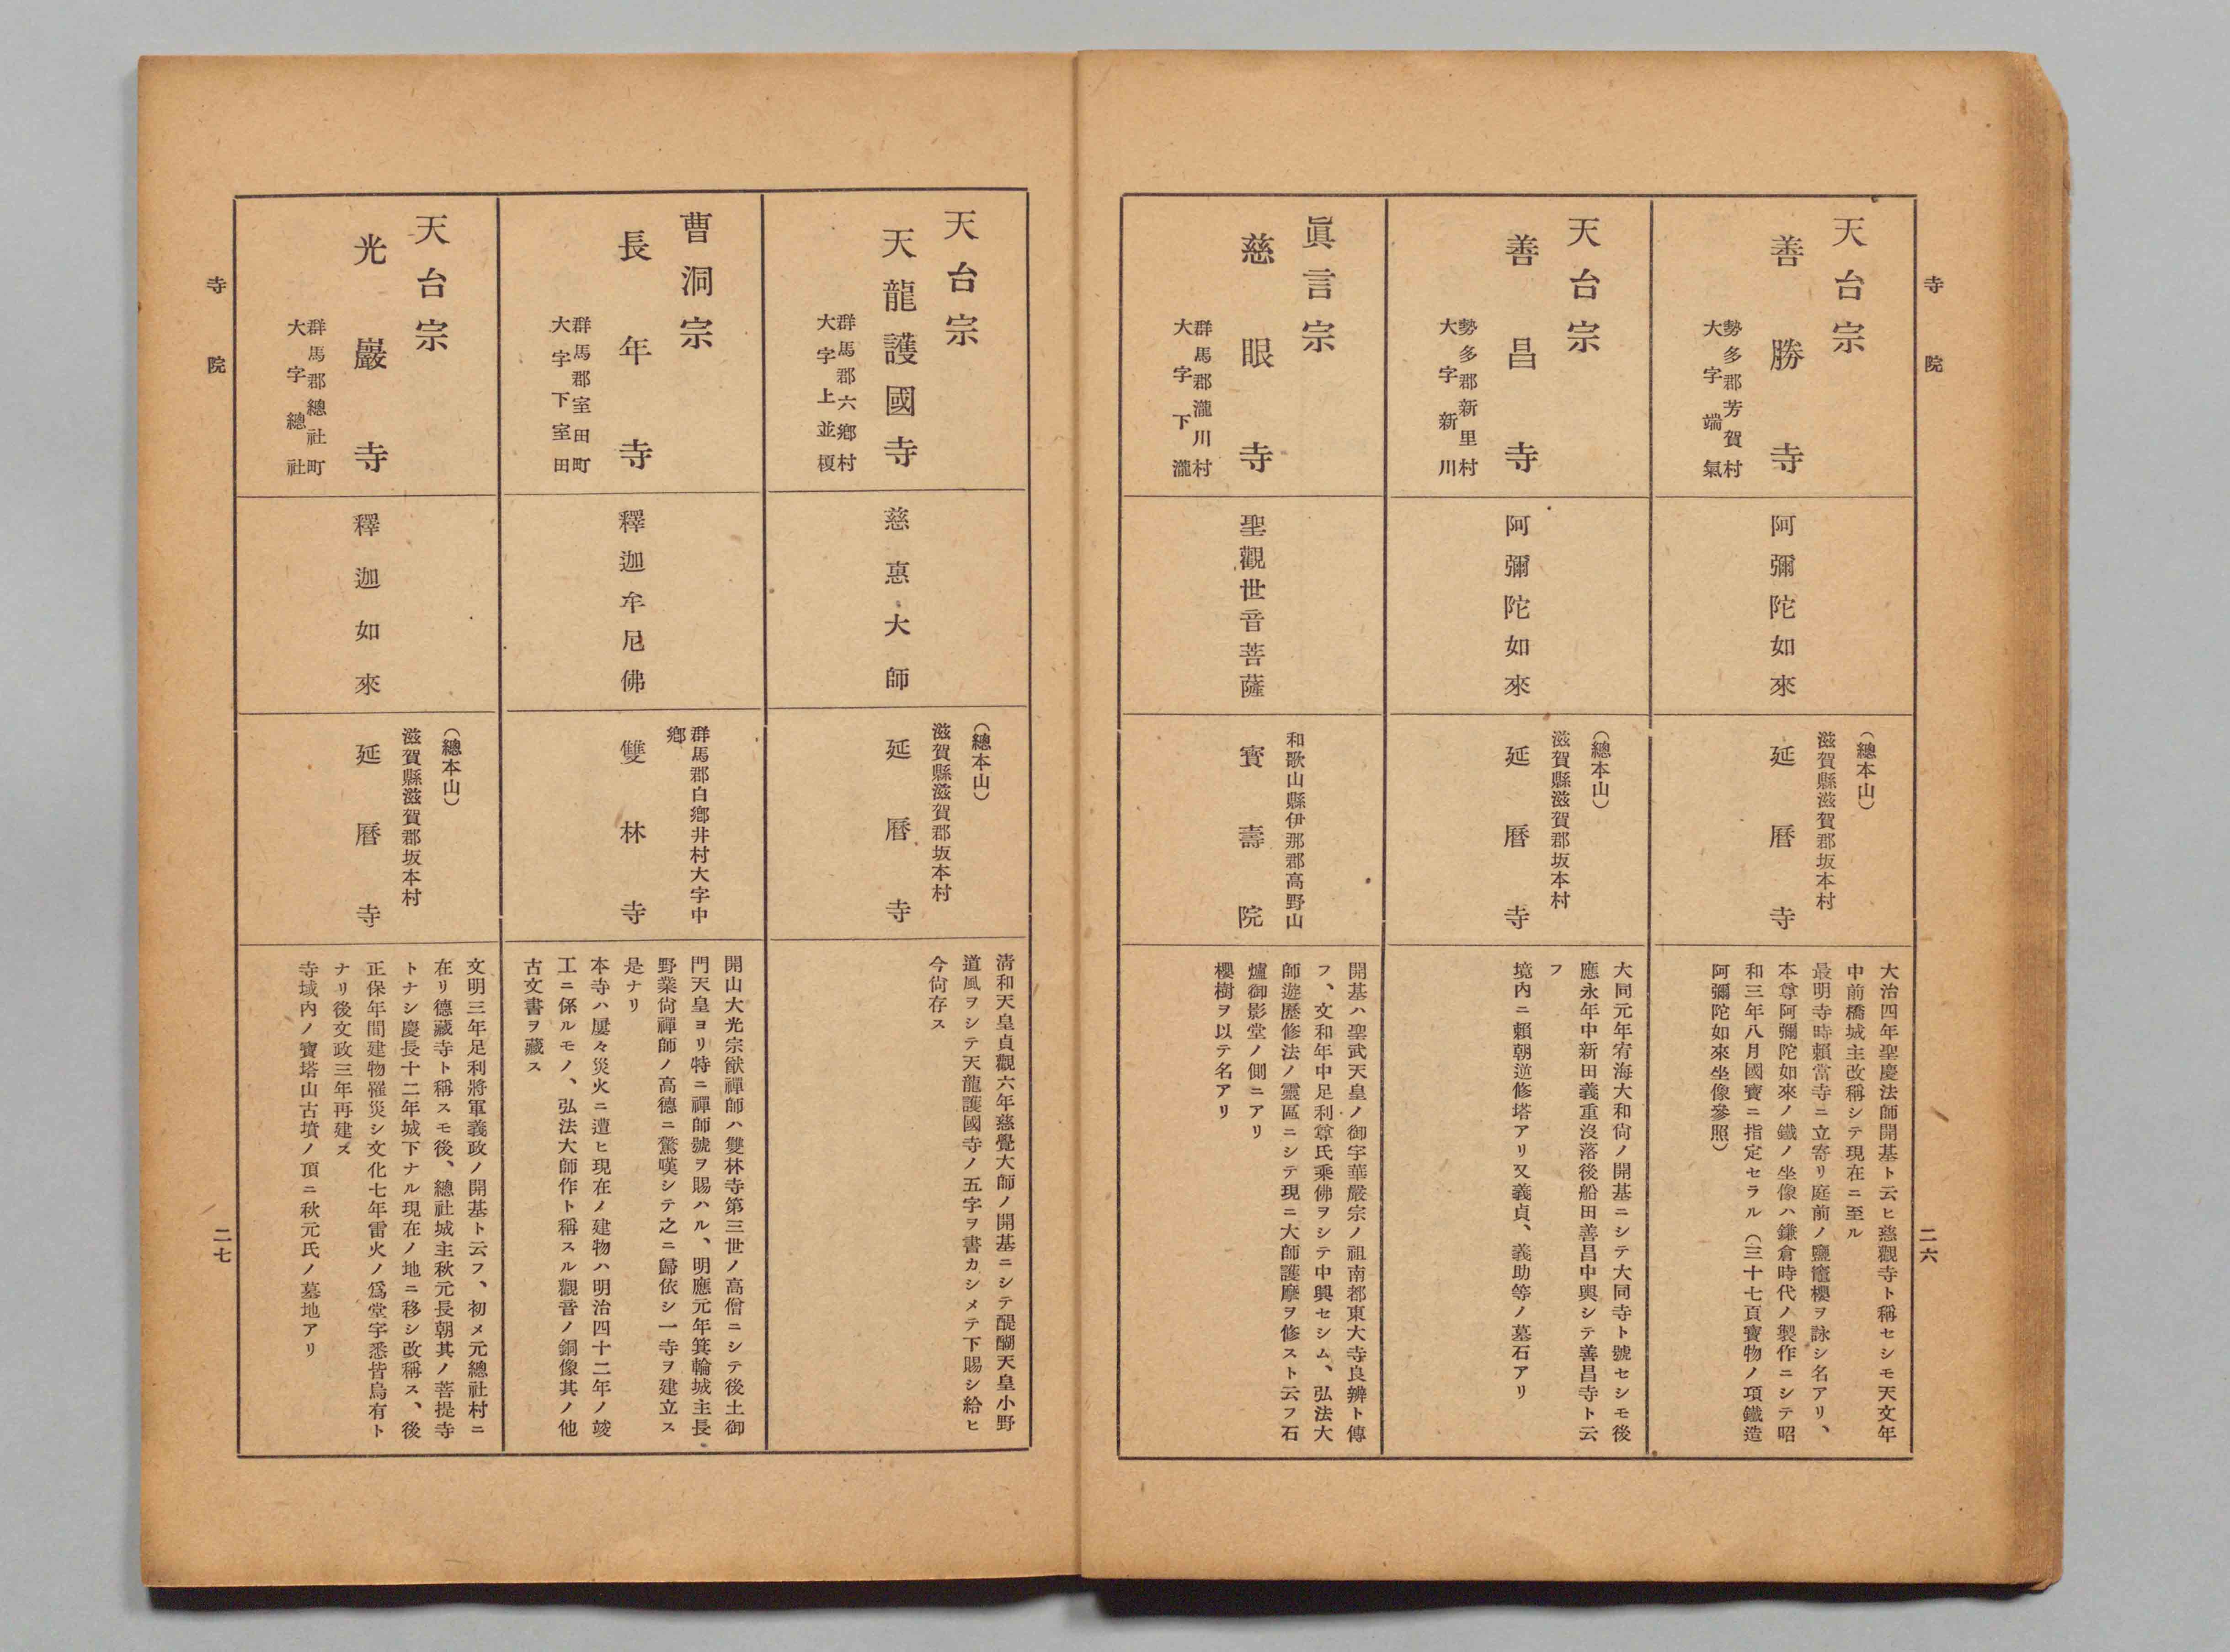 寺院
二六
天台宗
善勝寺
勢多郡芳賀村
大字端氣
阿彌陀如來
(總本山)
滋賀縣滋賀郡坂本村
延曆寺
大治四年聖慶法師開基ト云ヒ慈觀寺ト稱セシモ天文年
中前橋城主改稱シテ現在ニ至ル
最明寺時賴當寺ニ立寄リ庭前ノ鹽竈櫻ヲ詠シ名アリ、
本尊阿彌陀如來ノ鐵ノ坐像ハ鎌倉時代ノ製作ニシテ昭
和三年八月國寶ニ指定セラル(三十七頁寶物ノ項鐵造
阿彌陀如來坐像參照)
天台宗
善昌寺
勢多郡新里村
大字新川
阿彌陀如來
(總本山)
滋賀縣滋賀郡坂本村
延曆寺
大同元年宥海大和尙ノ開基ニシテ大同寺ト號セシモ後
應永年中新田義重沒落後船田善昌中興シテ善昌寺ト云
フ
境內ニ賴朝逆修塔アリ又義貞、義助等ノ墓石アリ
眞言宗
慈眼寺
群馬郡瀧川村
大字下瀧
聖觀世音菩薩
和歌山縣伊那郡高野山
寳壽院
開基ハ聖武天皇ノ御宇華嚴宗ノ祖南都東大寺良辨ト傳
フ、文和年中足利尊氏乘佛ヲシテ中興セシム、弘法大
師遊歷修法ノ靈區ニシテ現ニ大師護摩ヲ修スト云フ石
爐御影堂ノ側ニアリ
櫻樹ヲ以テ名アリ
天台宗
天龍護國寺
群馬郡六鄕村
大字上並榎
慈惠大師
(總本山)
滋賀縣滋賀郡坂本村
延曆寺
清和天皇貞觀六年慈覺大師ノ開基ニシテ醍醐天皇小野
道風ヲシテ天龍護國寺ノ五字ヲ書カシメテ下賜シ給ヒ
今尙存ス
曹洞宗
長年寺
群馬郡室田町
大字下室田
釋迦牟尼佛
群馬郡白鄕井村大字中
鄕
雙林寺
開山大光宗猷禪師ハ雙林寺第三世ノ高僧ニシテ後土御
門天皇ヨリ特ニ禪師號ヲ賜ハル、明應元年箕輪城主長
野業尙禪師ノ高德ニ驚嘆シテ之ニ歸依シ一寺ヲ建立ス
是ナリ
本寺ハ屢々災火ニ遭ヒ現在ノ建物ハ明治四十二年ノ竣
工ニ係ルモノ、弘法大師作ト稱スル觀音ノ銅像其ノ他
古文書ヲ藏ス
天台宗
光巖寺
群馬郡總社町
大字總社
釋迦如來
(總本山)
滋賀縣滋賀郡坂本村
延曆寺
文明三年足利將軍義政ノ開基ト云フ、初メ元總社村ニ
在リ德藏寺ト稱スモ後、總社城主秋元長朝其ノ菩提寺
トナシ慶長十二年城下ナル現在ノ地ニ移シ改稱ス、後
正保年間建物罹災シ文化七年雷火ノ爲堂宇悉皆烏有ト
ナリ後文政三年再建ス
寺域內ノ寶塔山古墳ノ頂ニ秋元氏ノ墓地アリ
寺院
二七